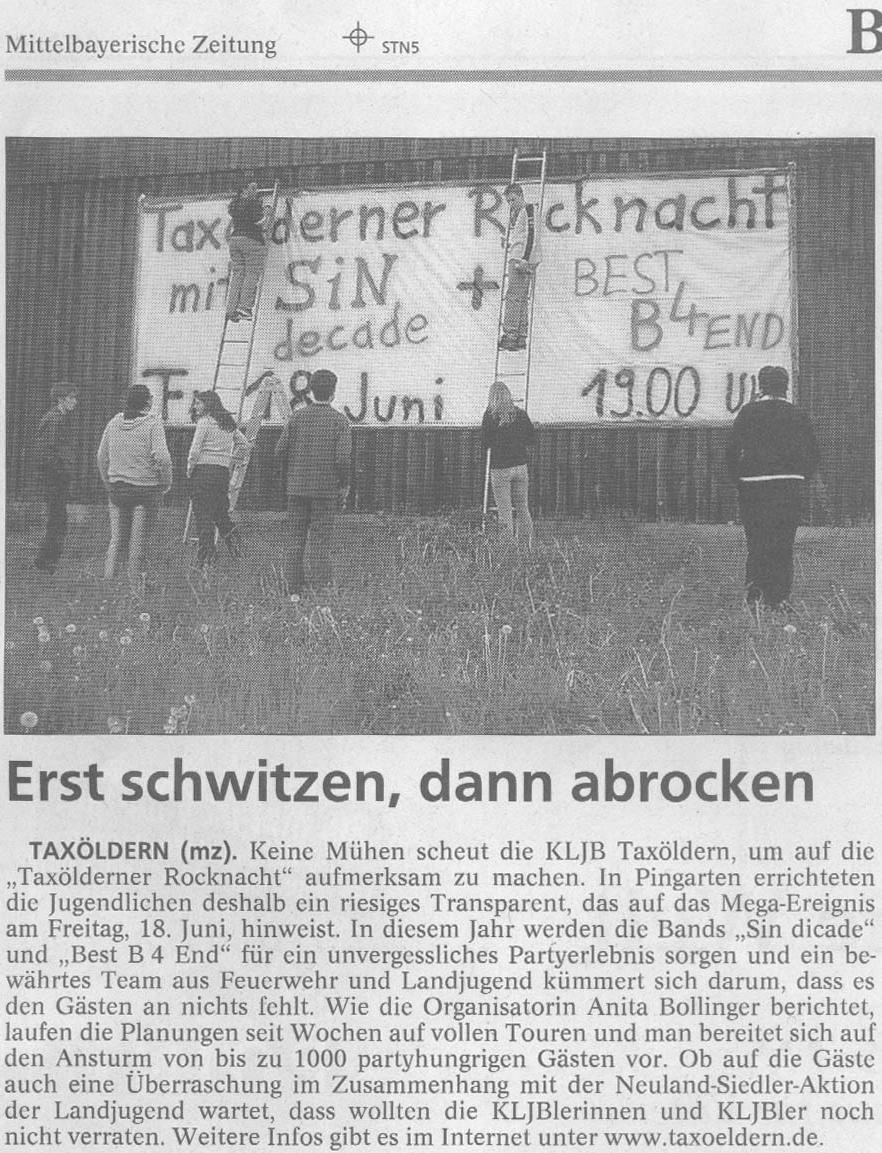 Mittelbayerische Zeitung STN5 B
Taxölderner Rocknacht
mit SiN + BEST
decade B4 END
Fr 18 Juni 19.00 U
Erst schwitzen, dann abrocken
TAXÖLDERN (mz). Keine Mühen scheut die KLJB Taxöldern, um auf die
„Taxölderner Rocknacht“ aufmerksam zu machen. In Pingarten errichteten
die Jugendlichen deshalb ein riesiges Transparent, das auf das Mega-Ereignis
am Freitag, 18. Juni, hinweist. In diesem Jahr werden die Bands „Sin dicade“
und „Best B 4 End“ für ein unvergessliches Partyerlebnis sorgen und ein be-
währtes Team aus Feuerwehr und Landjugend kümmert sich darum, dass es
den Gästen an nichts fehlt. Wie die Organisatorin Anita Bollinger berichtet,
laufen die Planungen seit Wochen auf vollen Touren und man bereitet sich auf
den Ansturm von bis zu 1000 partyhungrigen Gästen vor. Ob auf die Gäste
auch eine Überraschung im Zusammenhang mit der Neuland-Siedler-Aktion
der Landjugend wartet, dass wollten die KLJBlerinnen und KLJBler noch
nicht verraten. Weitere Infos gibt es im Internet unter www.taxoeldern.de.